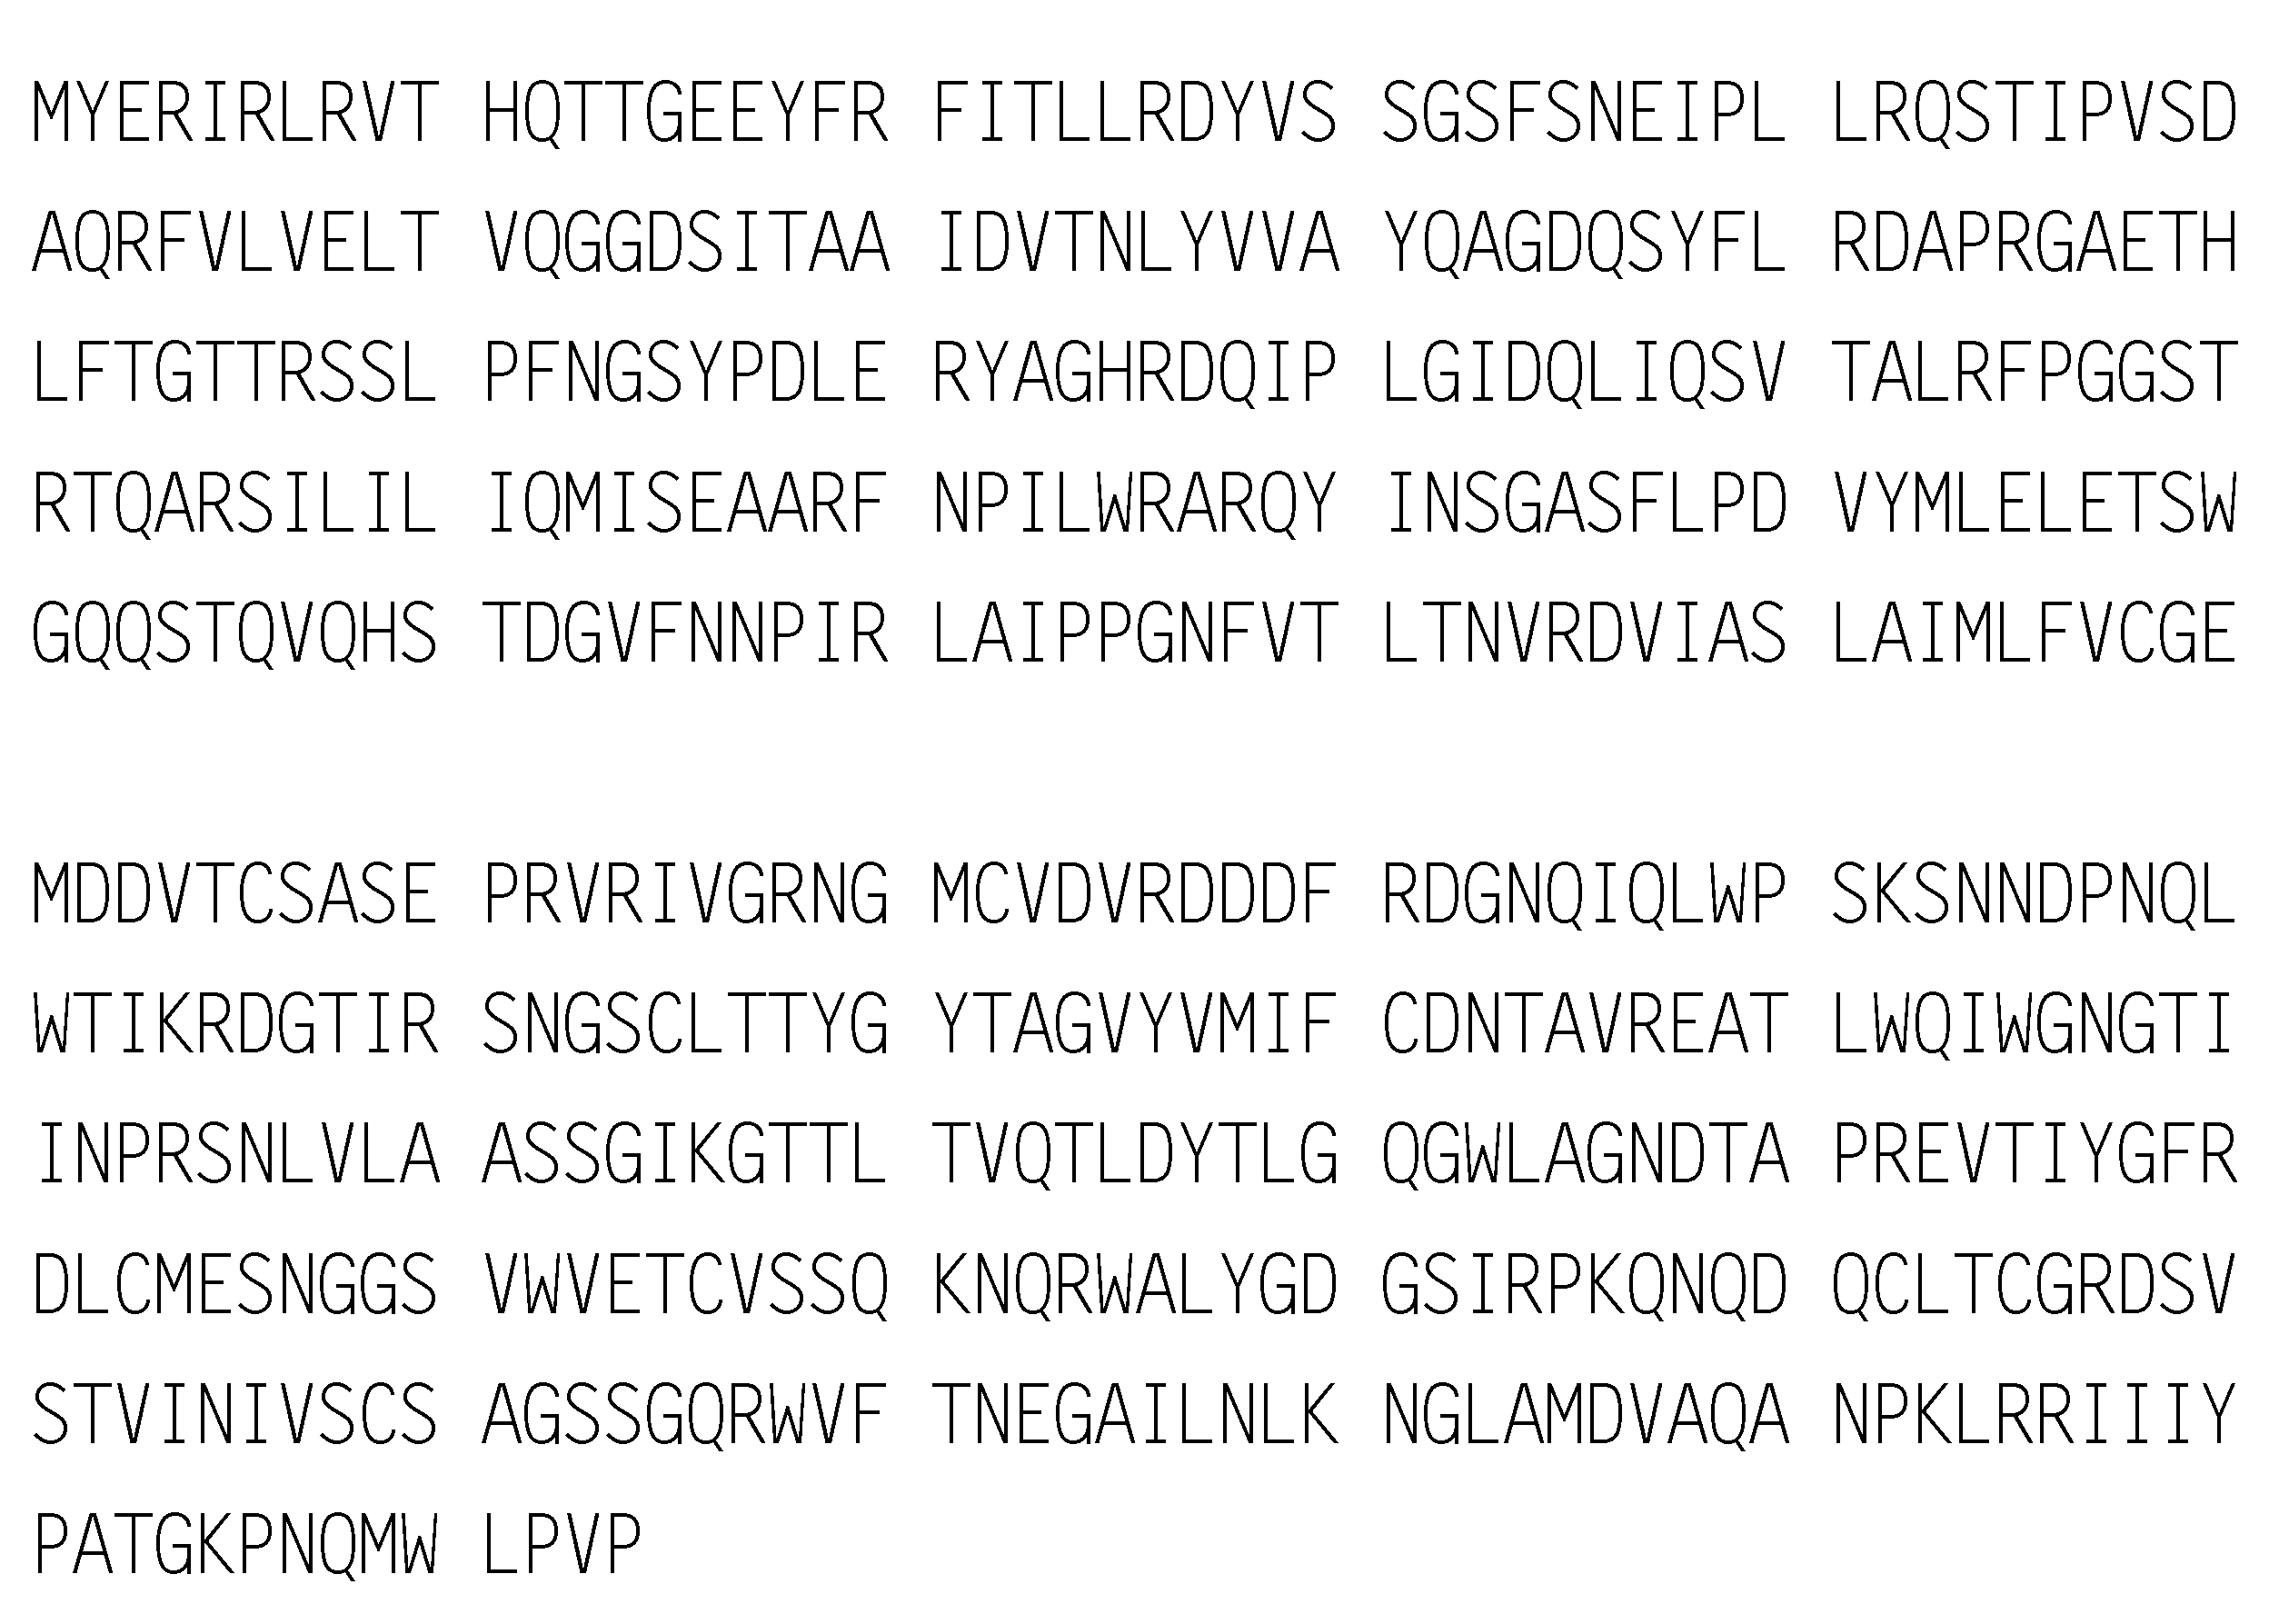 MYERIRLRVT HQTTGEEYFR FITLLRDYVS SGSFSNEIPL LRQSTIPVSD
AQRFVLVELT VQGGDSITAA IDVTNLYVVA YQAGDQSYFL RDAPRGAETH
LFTGTTRSSL PFNGSYPDLE RYAGHRDQIP LGIDQLIQSV TALRFPGGST
RTQARSILIL IQMISEAARF NPILWRARQY INSGASFLPD VYMLELETSW
GQQSTQVQHS TDGVFNNPIR LAIPPGNFVT LTNVRDVIAS LAIMLFVCGE
MDDVTCSASE PRVRIVGRNG MCVDVRDDDF RDGNQIQLWP SKSNNDPNQL
WTIKRDGTIR SNGSCLTTYG YTAGVYVMIF CDNTAVREAT LWQIWGNGTI
INPRSNLVLA ASSGIKGTTL TVQTLDYTLG QGWLAGNDTA PREVTIYGFR
DLCMESNGGS VWVETCVSSQ KNQRWALYGD GSIRPKQNQD QCLTCGRDSV
STVINIVSCS AGSSGQRWVF TNEGAILNLK NGLAMDVAQA NPKLRRIIIY
PATGKPNQMW LPVP